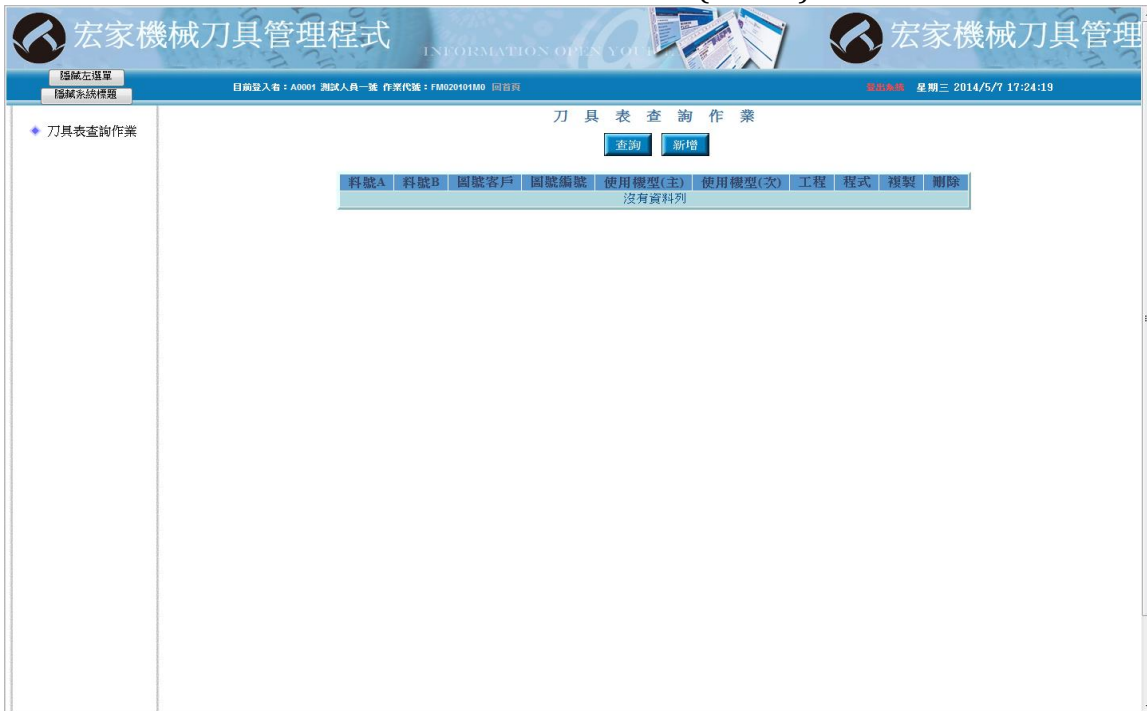 宏家機械刀具管理程式
INFORMATION OPEN YOU
宏家機械刀具管理
隱藏左選單
隱藏系統標題
目前登入者：A0001 測試人員一號 作業代號：FM020101M0 回首頁
登出系統 星期三 2014/5/7 17:24:19
刀具表查詢作業
刀 具 表 查 詢 作 業
查詢 新增
料號A 料號B 圖號客戶 圖號編號 使用機型(主) 使用機型(次) 工程 程式 複製 刪除
沒有資料列